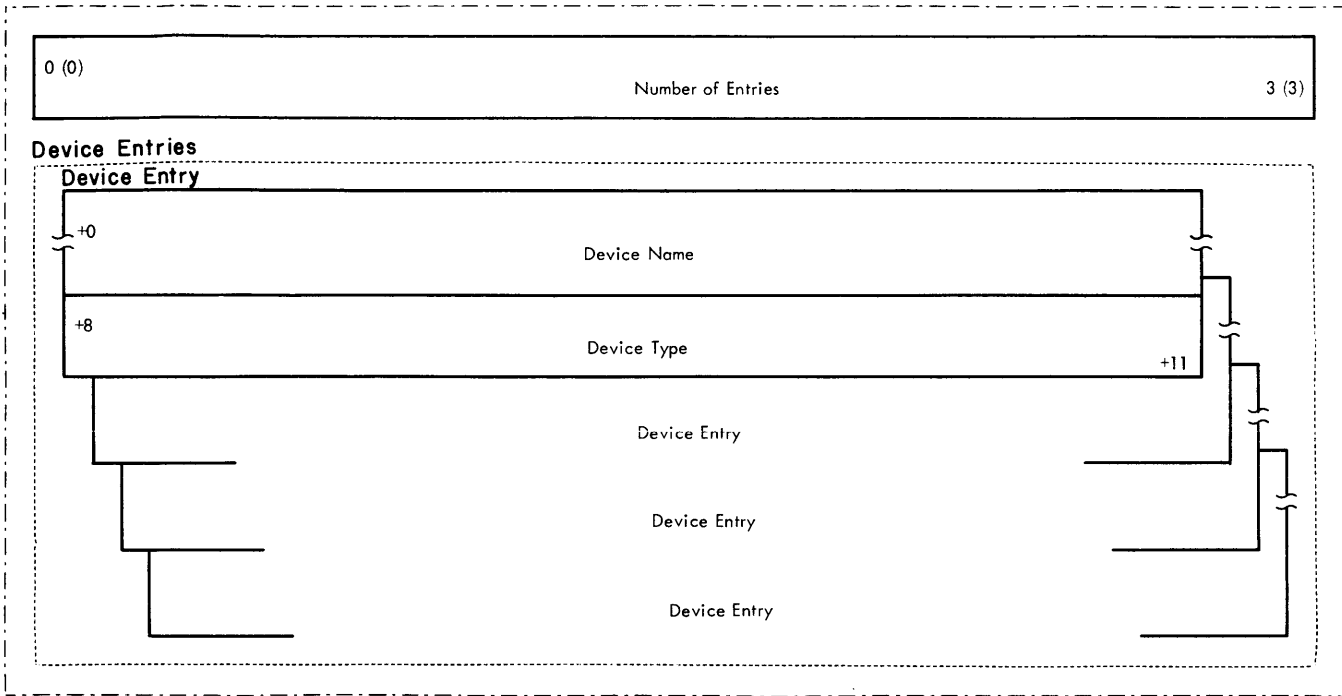 0 (0)
Number of Entries
3 (3)
Device Entries
Device Entry
+0
Device Name
+8
Device Type
+11
Device Entry
Device Entry
Device Entry